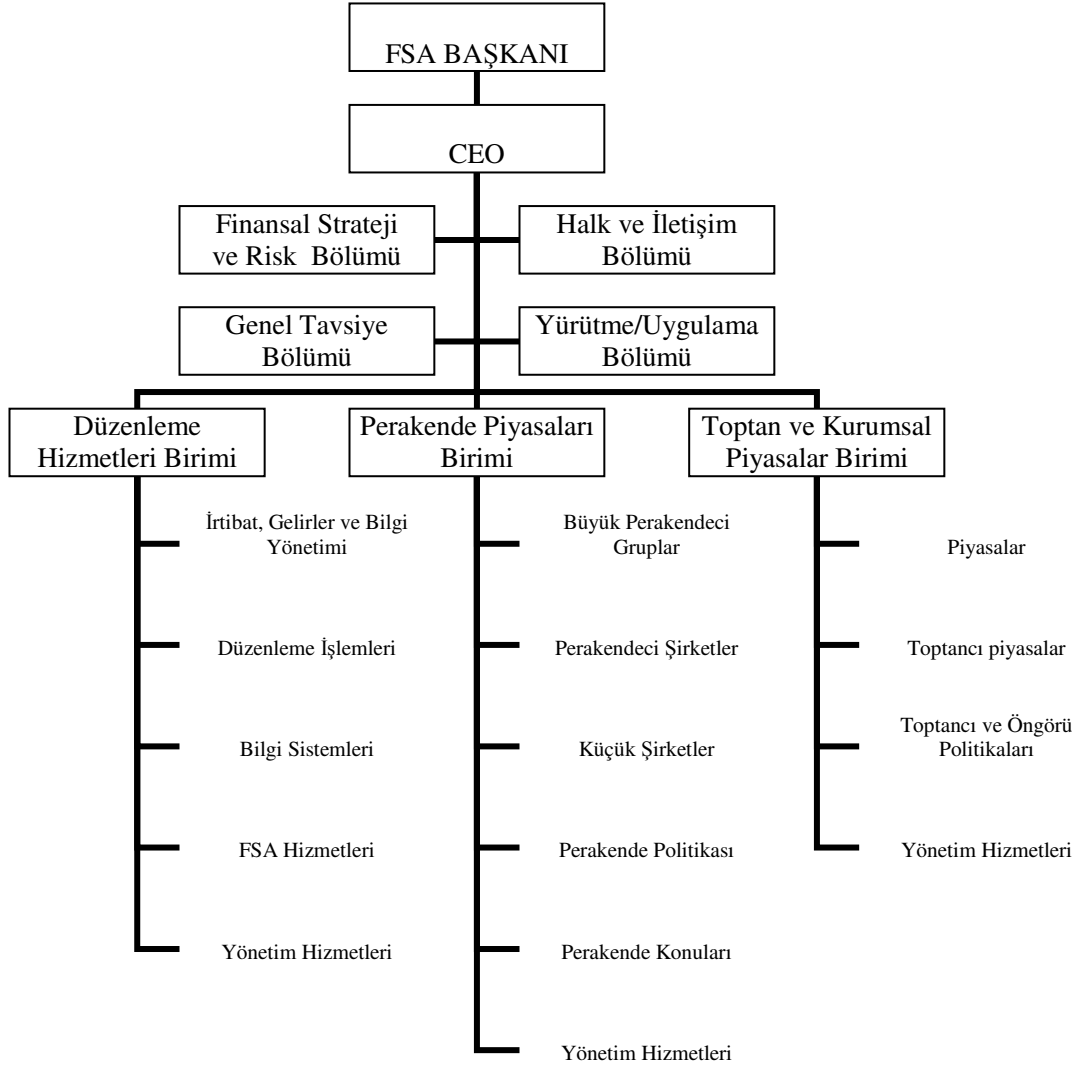 FSA BAŞKANI
CEO
Finansal Strateji
ve Risk Bölümü
Halk ve İletişim
Bölümü
Genel Tavsiye
Bölümü
Yürütme/Uygulama
Bölümü
Düzenleme
Hizmetleri Birimi
Perakende Piyasaları
Birimi
Toptan ve Kurumsal
Piyasalar Birimi
İrtibat, Gelirler ve Bilgi
Yönetimi
Düzenleme İşlemleri
Bilgi Sistemleri
FSA Hizmetleri
Yönetim Hizmetleri
Büyük Perakendeci
Gruplar
Perakendeci Şirketler
Küçük Şirketler
Perakende Politikası
Perakende Konuları
Yönetim Hizmetleri
Piyasalar
Toptancı piyasalar
Toptancı ve Öngörü
Politikaları
Yönetim Hizmetleri